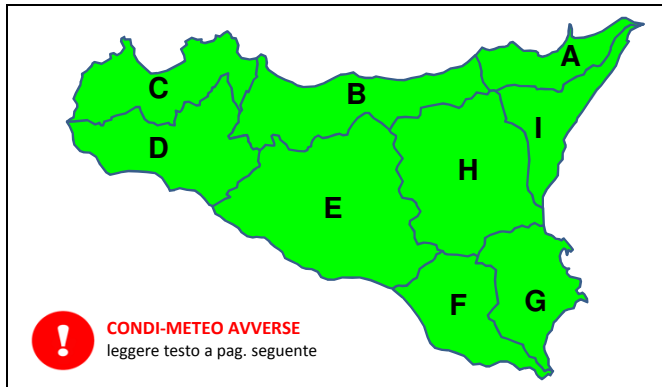 A
C
B
I
D
H
E
F
G
!
CONDI-METEO AVVERSE
leggere testo a pag. seguente